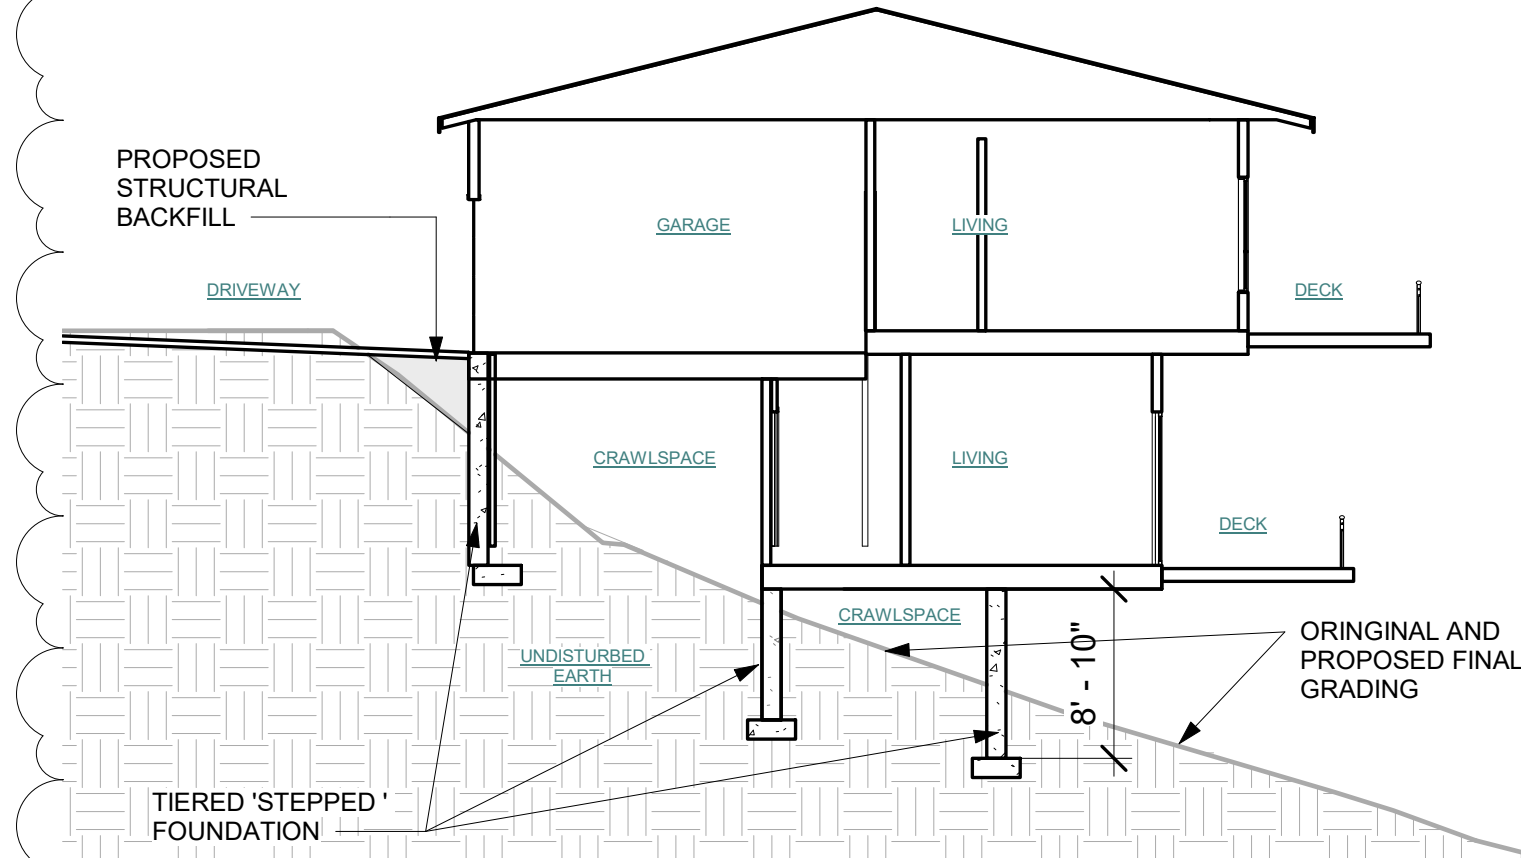 PROPOSED
STRUCTURAL
BACKFILL
GARAGE
LIVING
DRIVEWAY
DECK
CRAWLSPACE
LIVING
DECK
CRAWLSPACE
8' - 10"
UNDISTURBED
EARTH
ORINGINAL AND
PROPOSED FINAL
GRADING
TIERED 'STEPPED '
FOUNDATION